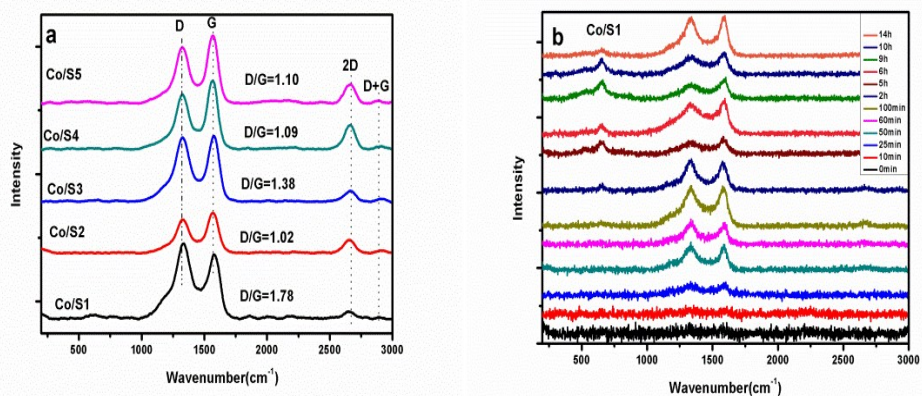 a
D
G
2D
D+G
Co/S5
D/G=1.10
Co/S4
D/G=1.09
Co/S3
D/G=1.38
Co/S2
D/G=1.02
Co/S1
D/G=1.78
Intensity
500
1000
1500
2000
2500
3000
Wavenumber(cm⁻¹)
b
Co/S1
14h
10h
9h
6h
5h
2h
100min
60min
50min
25min
10min
0min
Intensity
500
1000
1500
2000
2500
3000
Wavenumber(cm⁻¹)